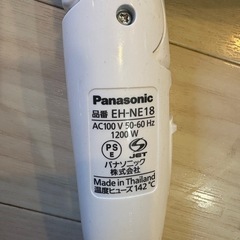 Panasonic
品番 EH-NE18
AC100 V 50-60 Hz
1200 W
PS
E
JET
パナソニック
株式会社
Made in Thailand
温度ヒューズ 142 ℃